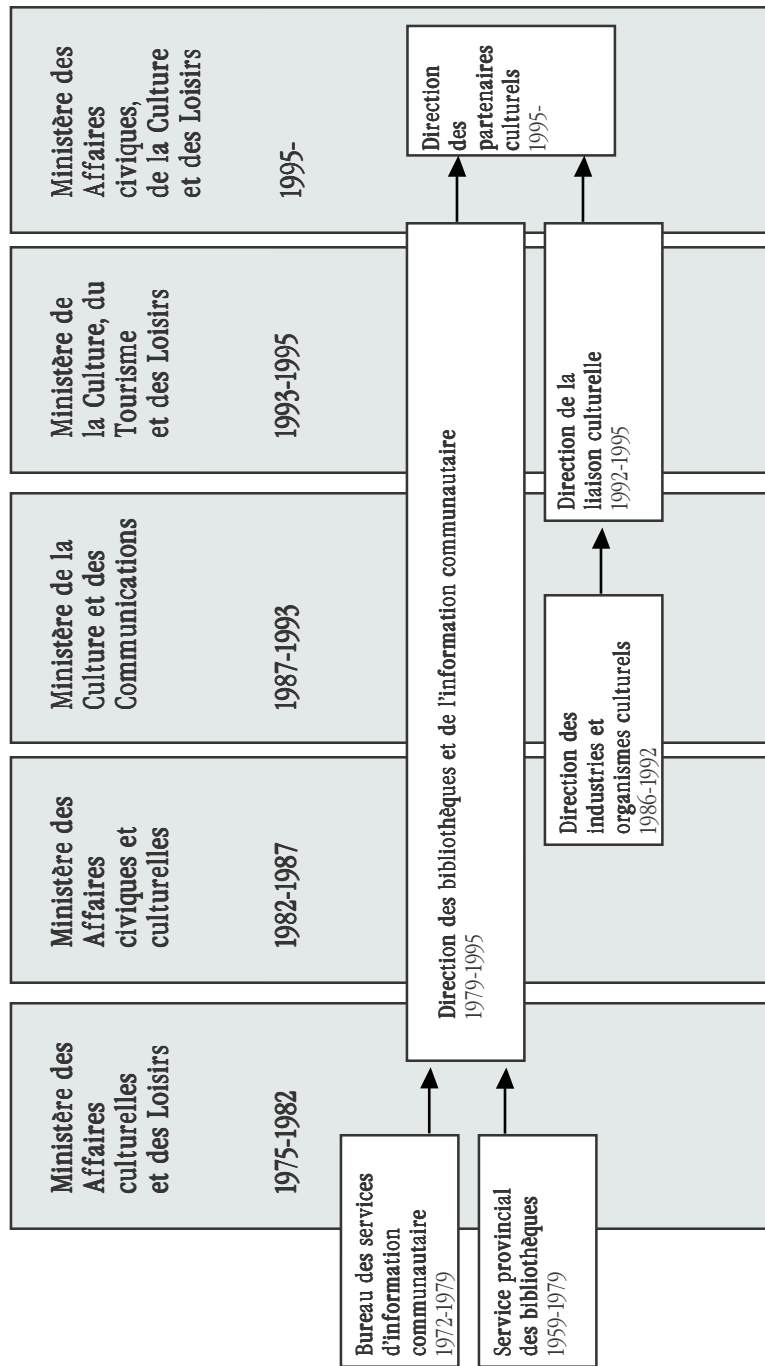 Ministère des
Affaires
culturelles
et des Loisirs
1975-1982
Ministère des
Affaires
civiques et
culturelles
1982-1987
Ministère de la
Culture et des
Communications
1987-1993
Ministère de
la Culture, du
Tourisme
et des Loisirs
1993-1995
Ministère des
Affaires
civiques,
de la Culture
et des Loisirs
1995-
Bureau des services
d'information
communautaire
1972-1979
Service provincial
des bibliothèques
1959-1979
Direction des bibliothèques et de l'information communautaire
1979-1995
Direction des
industries et
organismes culturels
1986-1992
Direction de la
liaison culturelle
1992-1995
Direction
des
partenaires
culturels
1995-